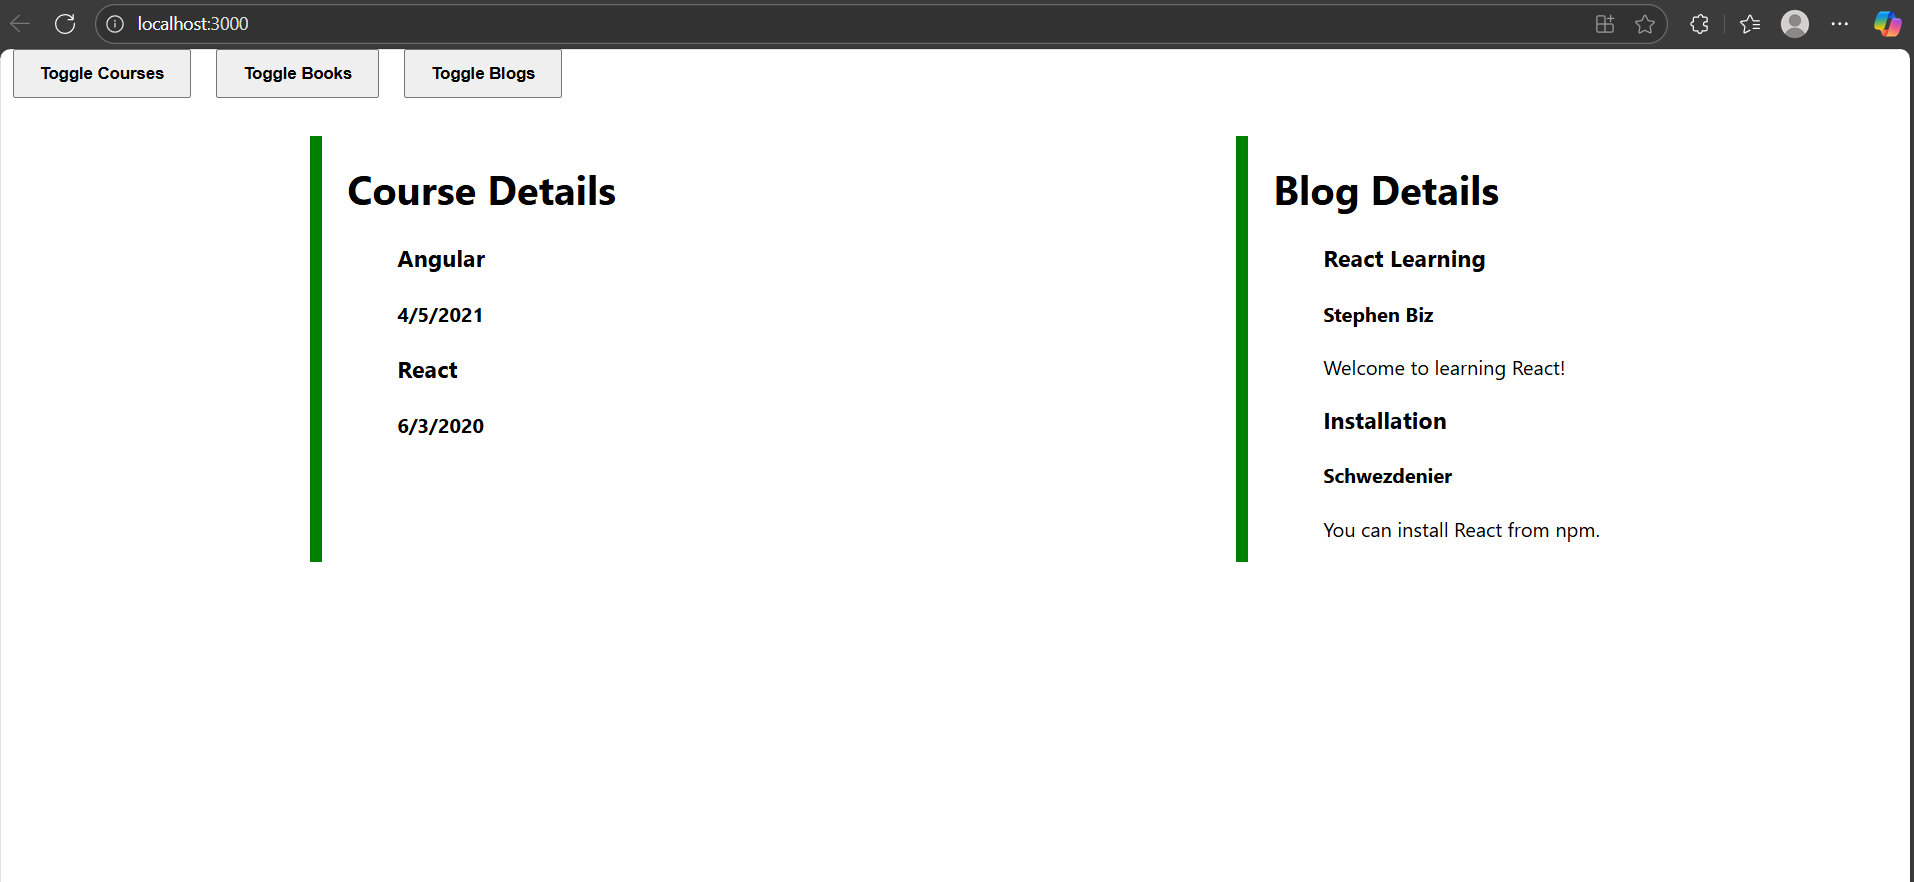 localhost:3000
Toggle Courses Toggle Books Toggle Blogs
Course Details
Angular
4/5/2021
React
6/3/2020
Blog Details
React Learning
Stephen Biz
Welcome to learning React!
Installation
Schwezdenier
You can install React from npm.